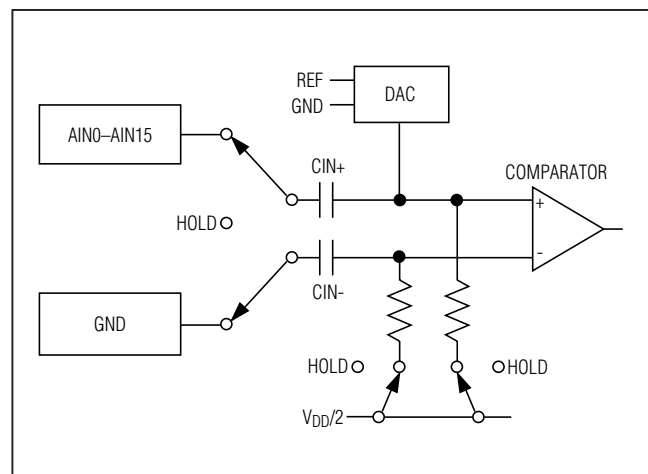 REF
GND
DAC
AIN0–AIN15
CIN+
COMPARATOR
+
HOLD
-
CIN-
GND
HOLD
HOLD
VDD/2